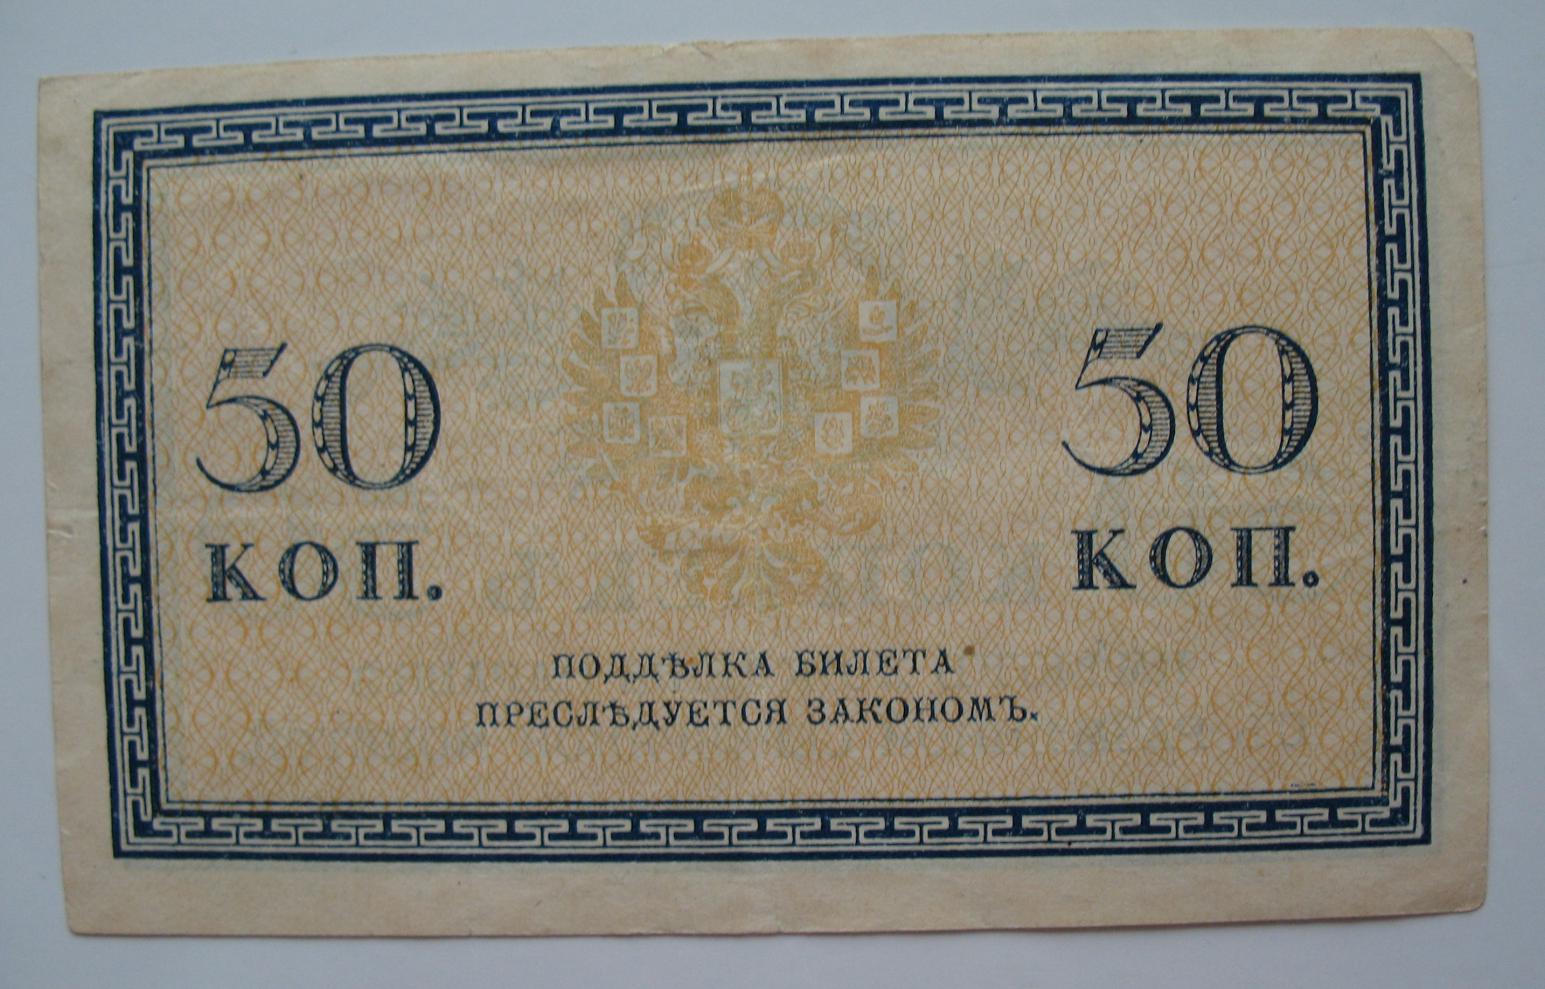 50 50
КОП. КОП.
ПОДДѢЛКА БИЛЕТА
ПРЕСЛѢДУЕТСЯ ЗАКОНОМЪ.